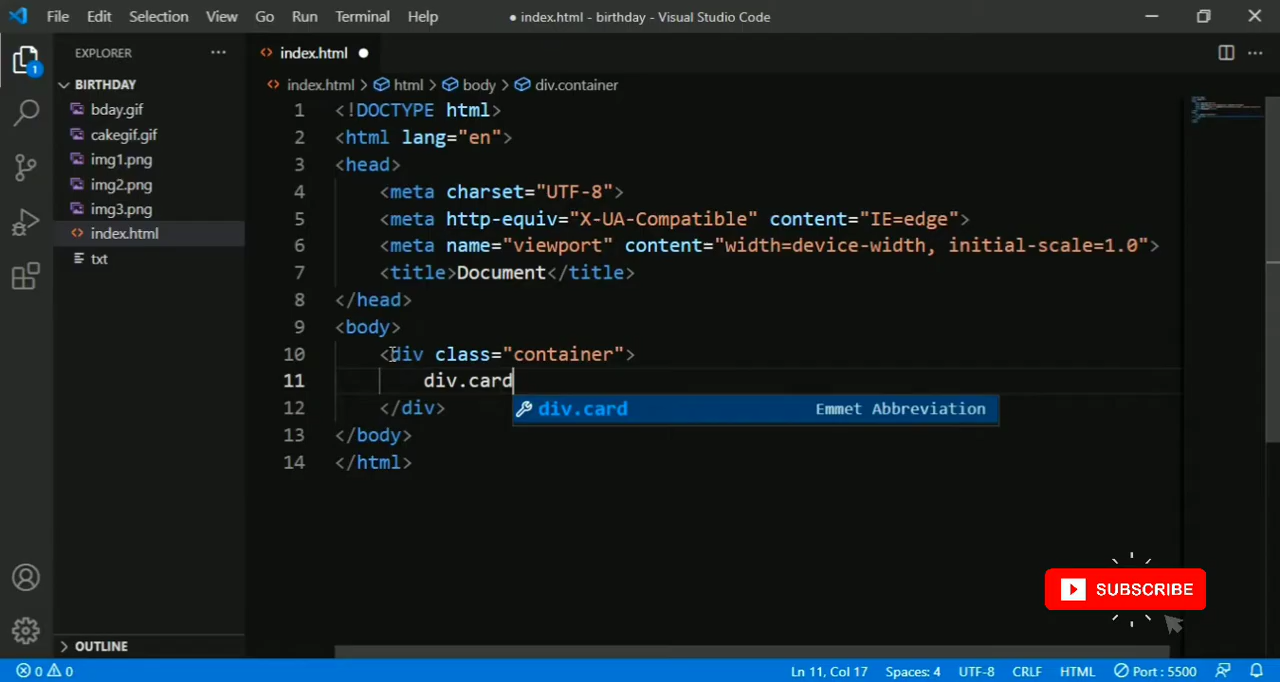 File Edit Selection View Go Run Terminal Help
● index.html - birthday - Visual Studio Code
EXPLORER
1
BIRTHDAY
bday.gif
cakegif.gif
img1.png
img2.png
img3.png
index.html
txt
OUTLINE
index.html
index.html > html > body > div.container
1 <!DOCTYPE html>
2 <html lang="en">
3 <head>
4 <meta charset="UTF-8">
5 <meta http-equiv="X-UA-Compatible" content="IE=edge">
6 <meta name="viewport" content="width=device-width, initial-scale=1.0">
7 <title>Document</title>
8 </head>
9 <body>
10 <div class="container">
11 div.card
div.card Emmet Abbreviation
12 </div>
13 </body>
14 </html>
SUBSCRIBE
0 0 Ln 11, Col 17 Spaces: 4 UTF-8 CRLF HTML Port : 5500